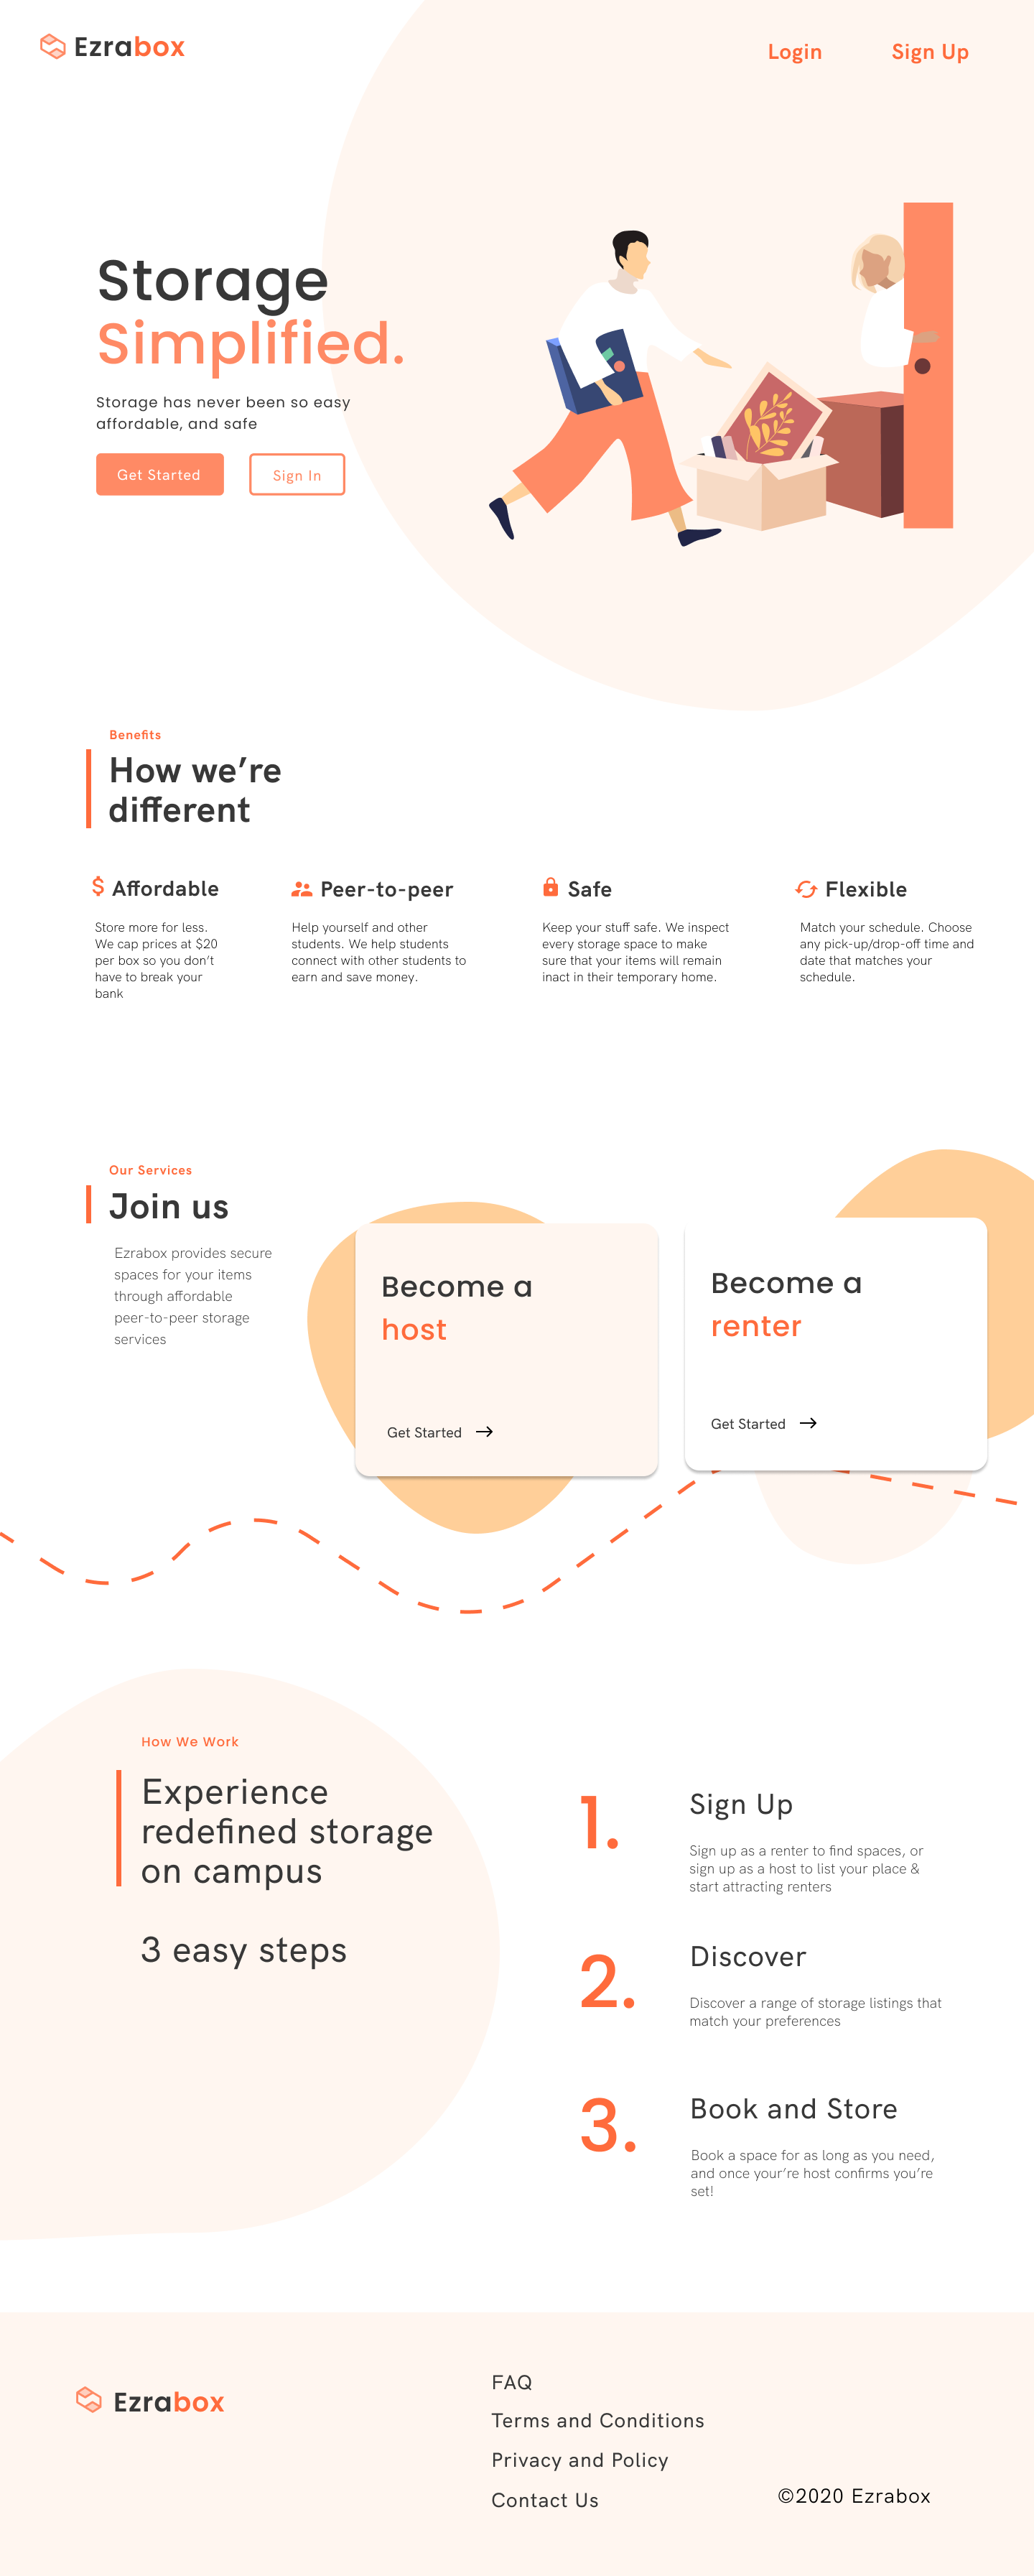 Ezrabox
Login
Sign Up
Storage
Simplified.
Storage has never been so easy
affordable, and safe
Get Started
Sign In
Benefits
How we’re
different
$ Affordable
Store more for less.
We cap prices at $20
per box so you don’t
have to break your
bank
Peer-to-peer
Help yourself and other
students. We help students
connect with other students to
earn and save money.
Safe
Keep your stuff safe. We inspect
every storage space to make
sure that your items will remain
inact in their temporary home.
Flexible
Match your schedule. Choose
any pick-up/drop-off time and
date that matches your
schedule.
Our Services
Join us
Ezrabox provides secure
spaces for your items
through affordable
peer-to-peer storage
services
Become a
host
Get Started
Become a
renter
Get Started
How We Work
Experience
redefined storage
on campus
3 easy steps
1.
Sign Up
Sign up as a renter to find spaces, or
sign up as a host to list your place &
start attracting renters
2.
Discover
Discover a range of storage listings that
match your preferences
3.
Book and Store
Book a space for as long as you need,
and once your’re host confirms you’re
set!
Ezrabox
FAQ
Terms and Conditions
Privacy and Policy
Contact Us
©2020 Ezrabox